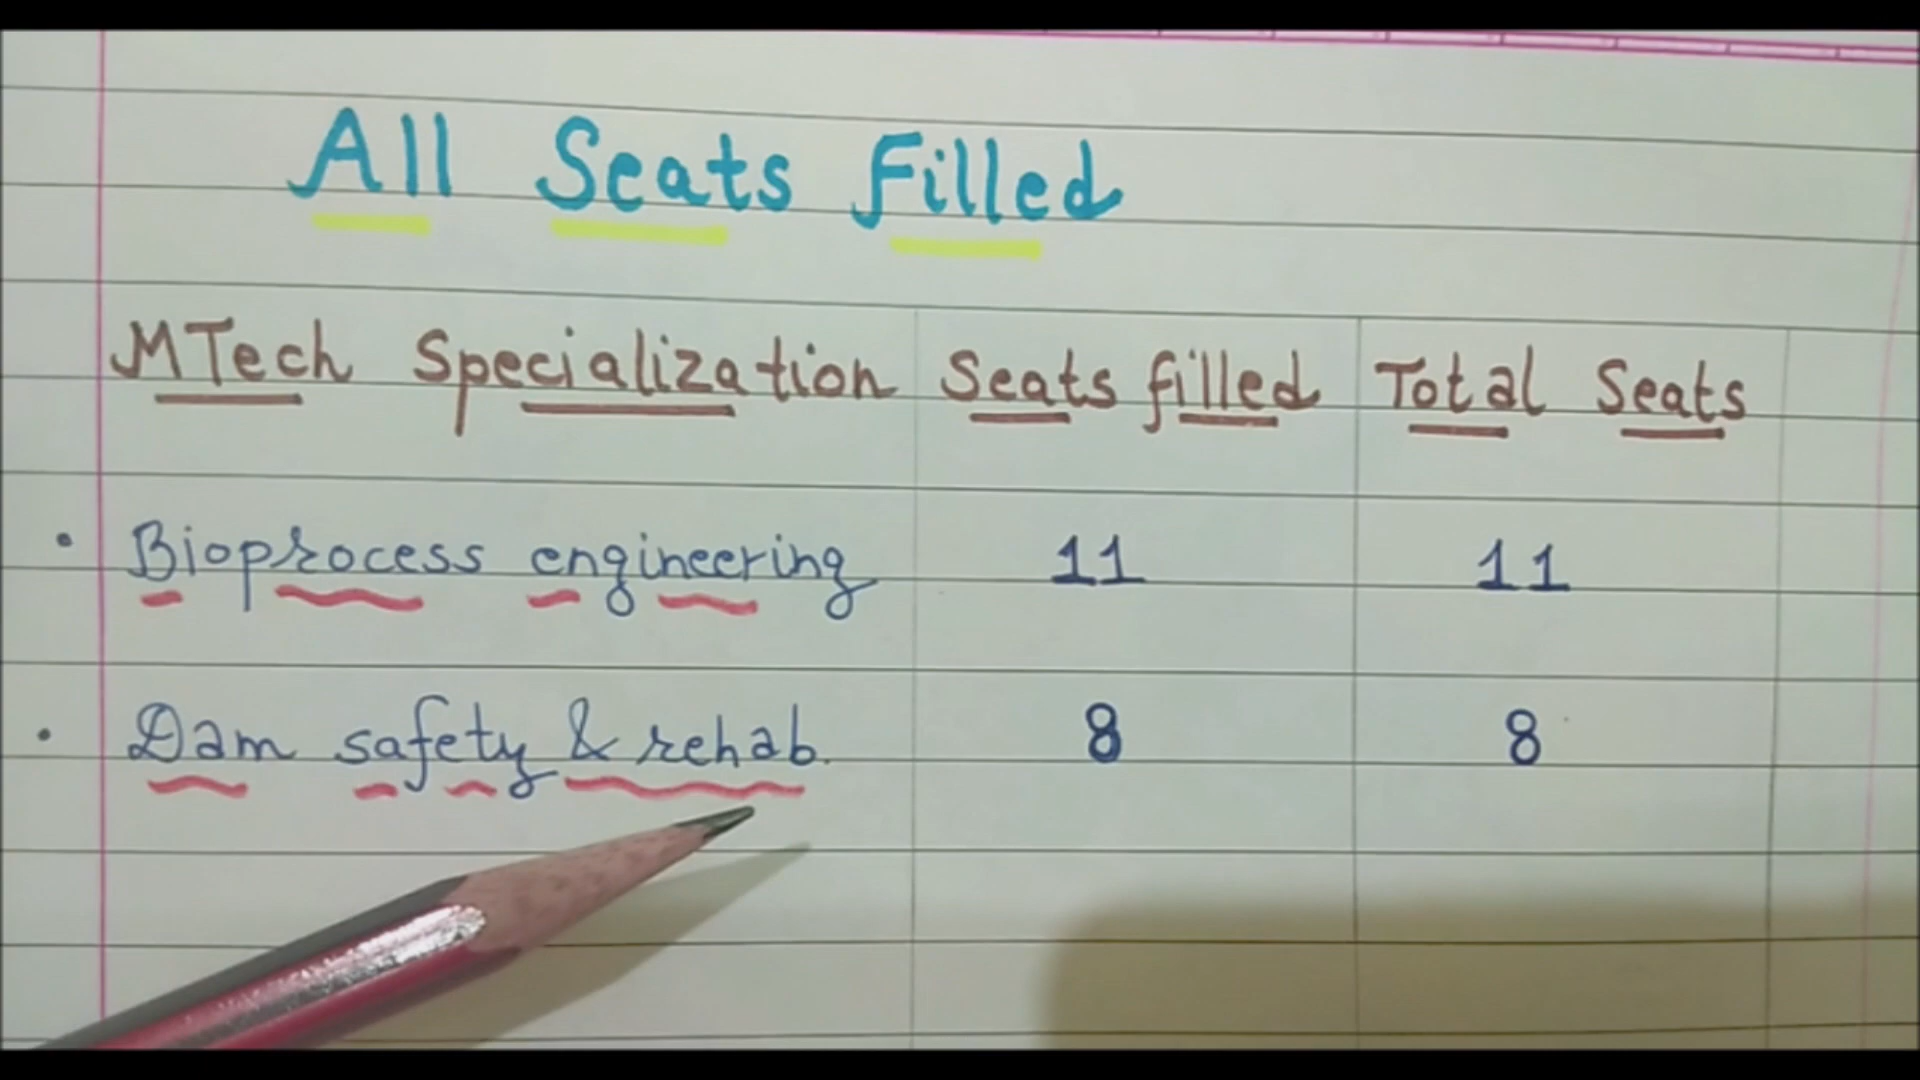 All Seats Filled
MTech Specialization Seats filled Total Seats
• Bioprocess engineering 11 11
• Dam safety & rehab. 8 8